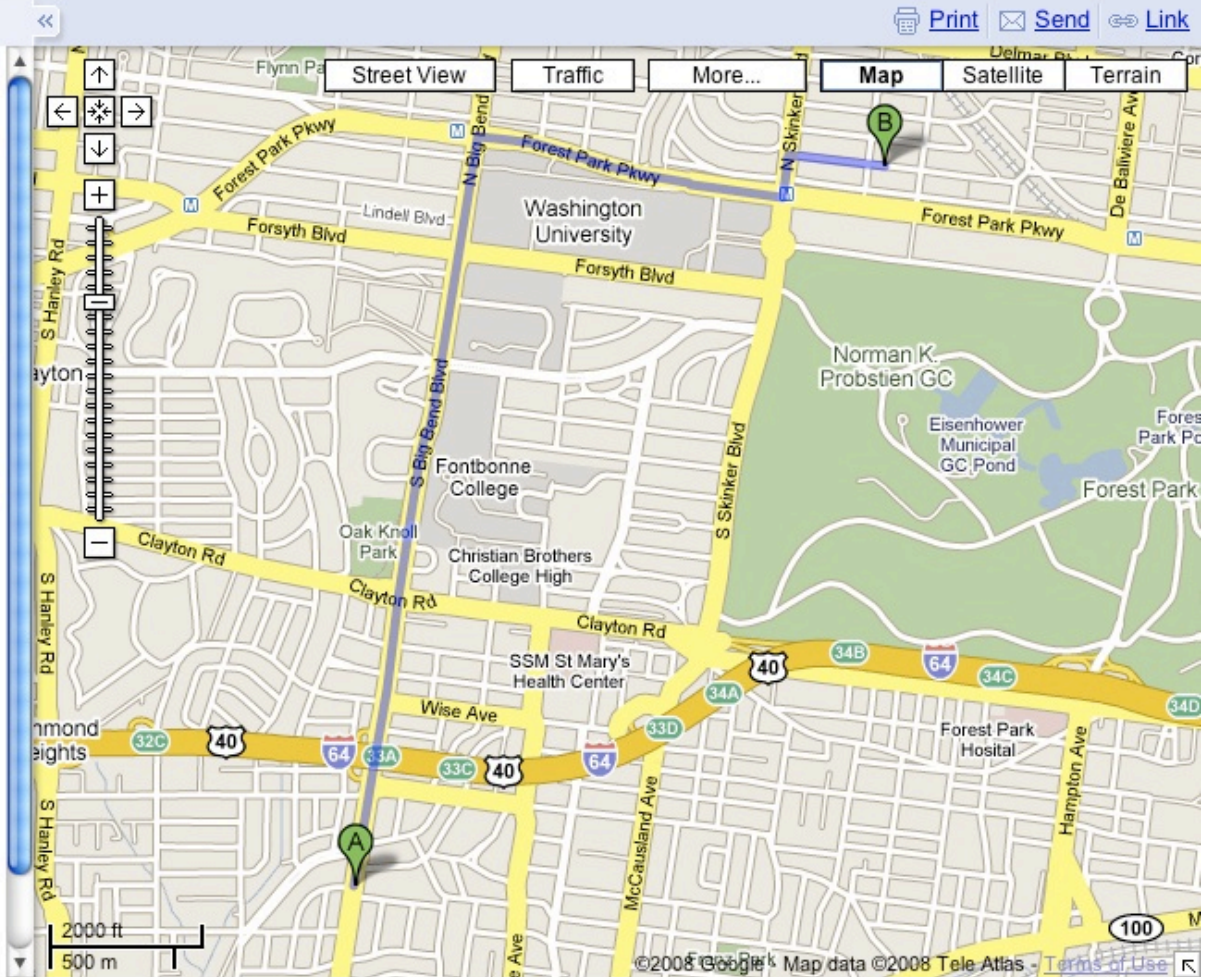 Print
Send
Link
Street View
Traffic
More...
Map
Satellite
Terrain
Flynn
Delmar
N Big Bend
N Skinker
De Baliviere Ave
B
M
Forest Park Pkwy
Forest Park Pkwy
M
M
Lindell Blvd
Washington
University
Forest Park Pkwy
Forsyth Blvd
M
S Hanley Rd
Forsyth Blvd
Norman K.
Probstien GC
ayton
S Big Bend Blvd
Eisenhower
Municipal
GC Pond
Fores
Park Po
Fontbonne
College
S Skinker Blvd
Forest Park
Oak Knoll
Park
Clayton Rd
Christian Brothers
College High
Clayton Rd
S Hanley Rd
Clayton Rd
SSM St Mary's
Health Center
40
34B
64
34C
34A
34D
Wise Ave
33D
mmond
eights
32C
40
64
33A
33C
40
64
Forest Park
Hosital
Hampton Ave
McCausland Ave
S Hanley Rd
A
100
M
2000 ft
500 m
e Ave
Franz Park
©2008 Google - Map data ©2008 Tele Atlas - Terms of Use